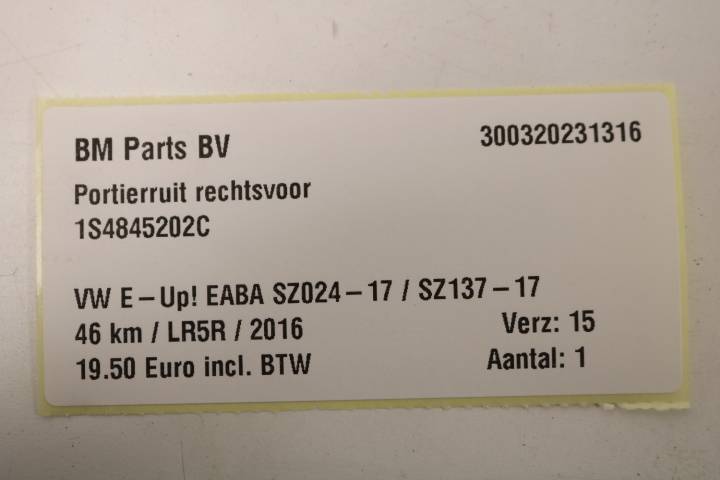 BM Parts BV 300320231316
Portierruit rechtsvoor
1S4845202C
VW E-Up! EABA SZ024-17 / SZ137-17
46 km / LR5R / 2016 Verz: 15
19.50 Euro incl. BTW Aantal: 1